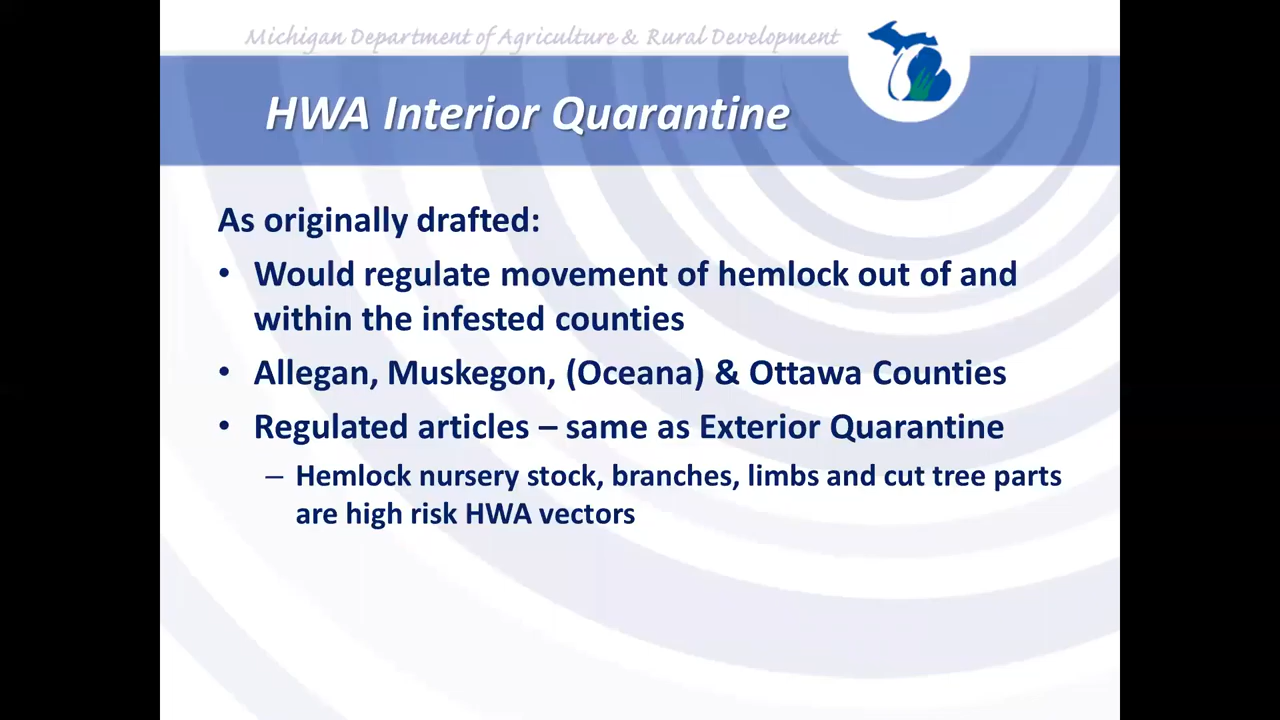 Michigan Department of Agriculture & Rural Development
HWA Interior Quarantine
As originally drafted:
• Would regulate movement of hemlock out of and
within the infested counties
• Allegan, Muskegon, (Oceana) & Ottawa Counties
• Regulated articles – same as Exterior Quarantine
– Hemlock nursery stock, branches, limbs and cut tree parts
are high risk HWA vectors